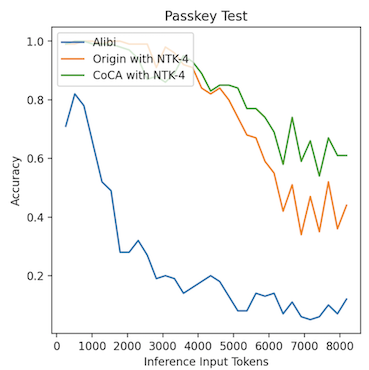 Passkey Test
Alibi
Origin with NTK-4
CoCA with NTK-4
Accuracy
1.0
0.8
0.6
0.4
0.2
0 1000 2000 3000 4000 5000 6000 7000 8000
Inference Input Tokens